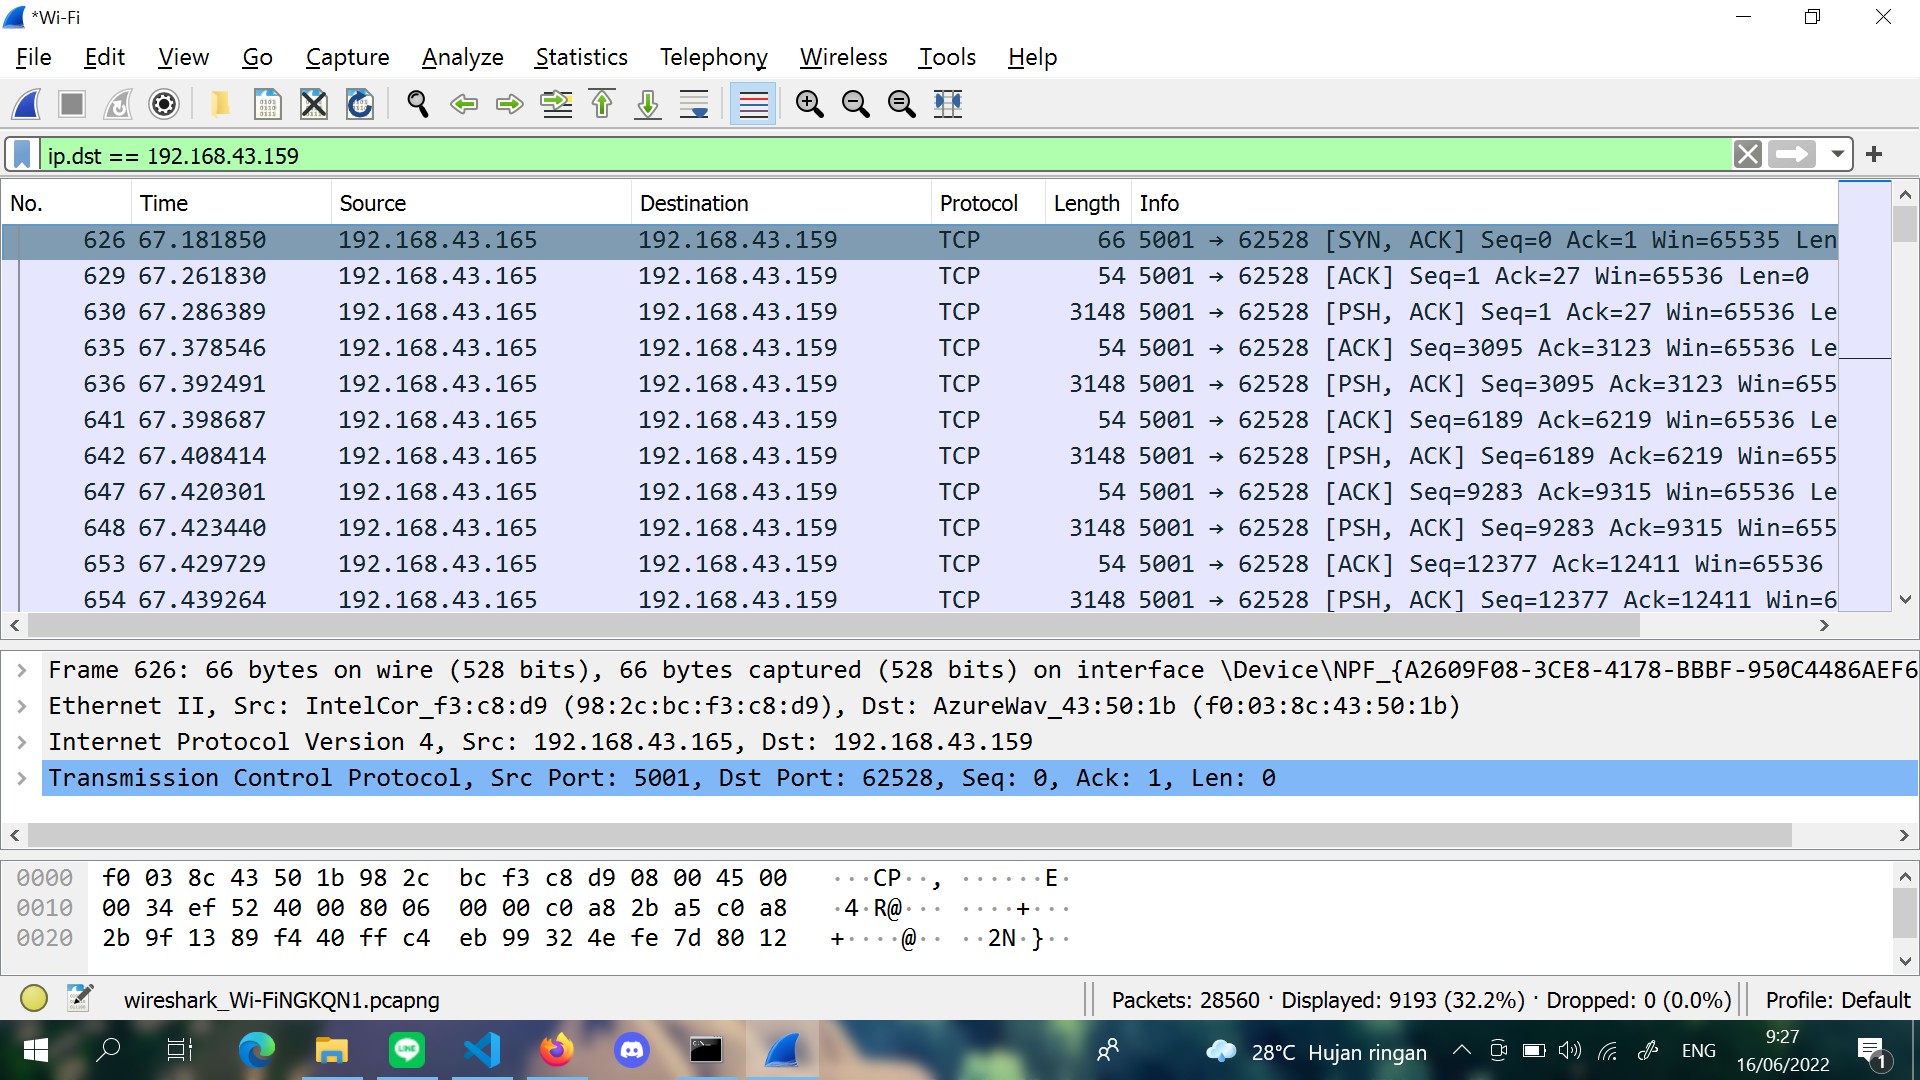 *Wi-Fi
File Edit View Go Capture Analyze Statistics Telephony Wireless Tools Help
ip.dst == 192.168.43.159
No. Time Source Destination Protocol Length Info
626 67.181850 192.168.43.165 192.168.43.159 TCP 66 5001 → 62528 [SYN, ACK] Seq=0 Ack=1 Win=65535 Len
629 67.261830 192.168.43.165 192.168.43.159 TCP 54 5001 → 62528 [ACK] Seq=1 Ack=27 Win=65536 Len=0
630 67.286389 192.168.43.165 192.168.43.159 TCP 3148 5001 → 62528 [PSH, ACK] Seq=1 Ack=27 Win=65536 Le
635 67.378546 192.168.43.165 192.168.43.159 TCP 54 5001 → 62528 [ACK] Seq=3095 Ack=3123 Win=65536 Le
636 67.392491 192.168.43.165 192.168.43.159 TCP 3148 5001 → 62528 [PSH, ACK] Seq=3095 Ack=3123 Win=655
641 67.398687 192.168.43.165 192.168.43.159 TCP 54 5001 → 62528 [ACK] Seq=6189 Ack=6219 Win=65536 Le
642 67.408414 192.168.43.165 192.168.43.159 TCP 3148 5001 → 62528 [PSH, ACK] Seq=6189 Ack=6219 Win=655
647 67.420301 192.168.43.165 192.168.43.159 TCP 54 5001 → 62528 [ACK] Seq=9283 Ack=9315 Win=65536 Le
648 67.423440 192.168.43.165 192.168.43.159 TCP 3148 5001 → 62528 [PSH, ACK] Seq=9283 Ack=9315 Win=655
653 67.429729 192.168.43.165 192.168.43.159 TCP 54 5001 → 62528 [ACK] Seq=12377 Ack=12411 Win=65536
654 67.439264 192.168.43.165 192.168.43.159 TCP 3148 5001 → 62528 [PSH, ACK] Seq=12377 Ack=12411 Win=6
Frame 626: 66 bytes on wire (528 bits), 66 bytes captured (528 bits) on interface \Device\NPF_{A2609F08-3CE8-4178-BBBF-950C4486AEF6
Ethernet II, Src: IntelCor_f3:c8:d9 (98:2c:bc:f3:c8:d9), Dst: AzureWav_43:50:1b (f0:03:8c:43:50:1b)
Internet Protocol Version 4, Src: 192.168.43.165, Dst: 192.168.43.159
Transmission Control Protocol, Src Port: 5001, Dst Port: 62528, Seq: 0, Ack: 1, Len: 0
0000 f0 03 8c 43 50 1b 98 2c bc f3 c8 d9 08 00 45 00 ···CP··, ······E·
0010 00 34 ef 52 40 00 80 06 00 00 c0 a8 2b a5 c0 a8 ·4·R@··· ····+···
0020 2b 9f 13 89 f4 40 ff c4 eb 99 32 4e fe 7d 80 12 +····@·· ··2N·}··
wireshark_Wi-FiNGKQN1.pcapng Packets: 28560 · Displayed: 9193 (32.2%) · Dropped: 0 (0.0%) Profile: Default
LINE
28°C Hujan ringan ENG 9:27
16/06/2022 1